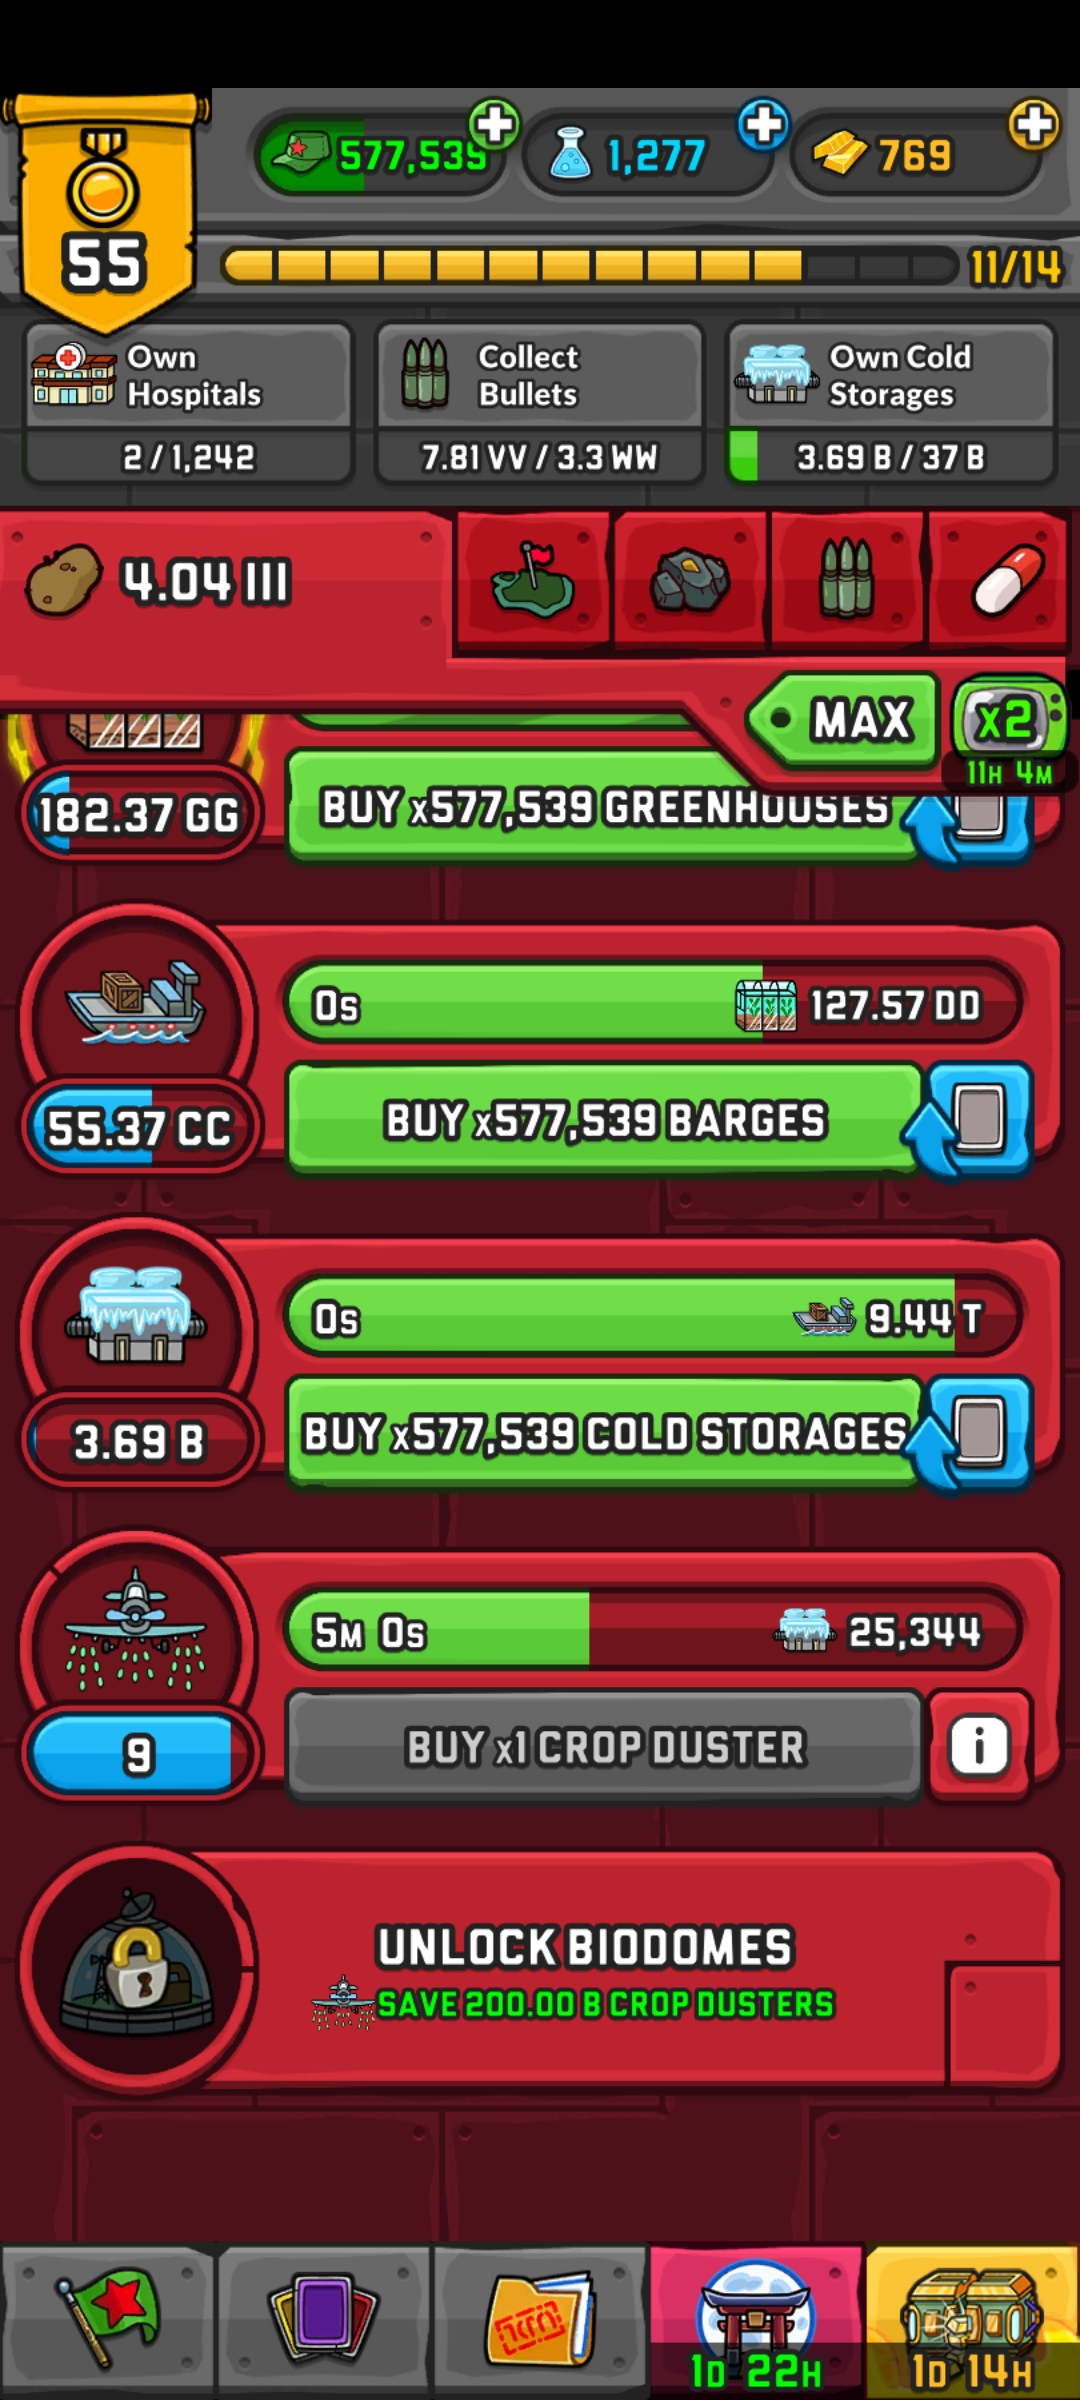 577,539
1,277
769
55
11/14
Own
Hospitals
2 / 1,242
Collect
Bullets
7.81 VV / 3.3 WW
Own Cold
Storages
3.69 B / 37 B
4.04 III
MAX
x2
11H 4M
182.37 GG
BUY x577,539 GREENHOUSES
0s
127.57 DD
55.37 CC
BUY x577,539 BARGES
0s
9.44 T
3.69 B
BUY x577,539 COLD STORAGES
5M 0s
25,344
9
BUY x1 CROP DUSTER
i
UNLOCK BIODOMES
SAVE 200.00 B CROP DUSTERS
1D 22H
1D 14H